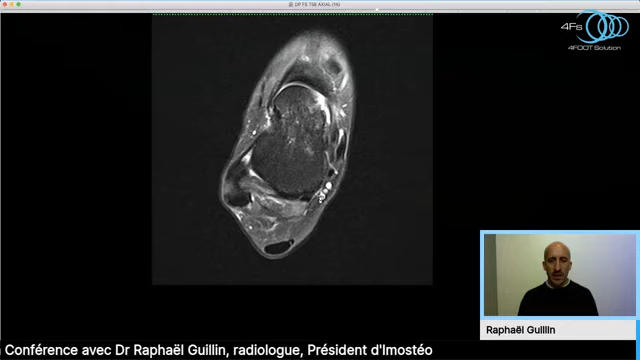 DP FS TSE AXIAL (16)
4Fs
4FOOT Solution
Raphaël Guillin
Conférence avec Dr Raphaël Guillin, radiologue, Président d'Imostéo